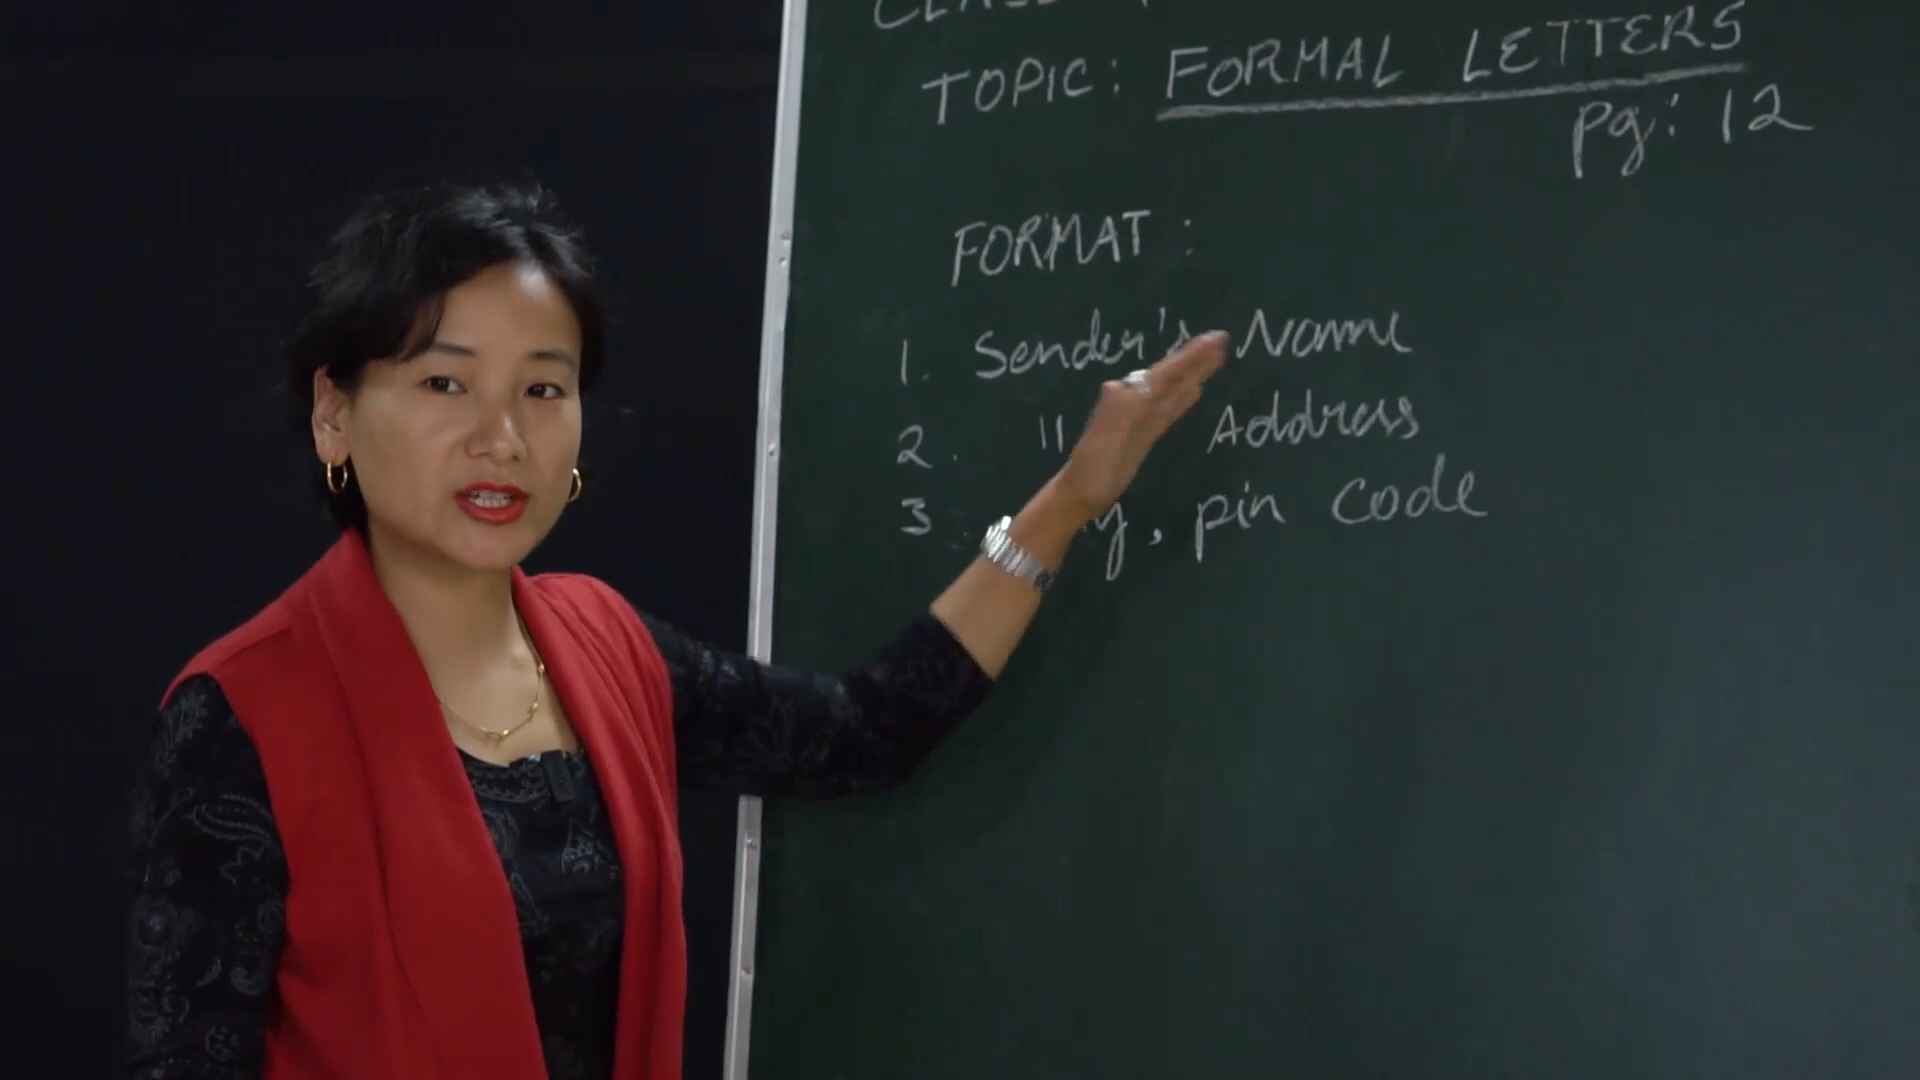 TOPIC: FORMAL LETTERS
pg: 12
FORMAT:
1. Sender's Name
2. " Address
3. , pin code